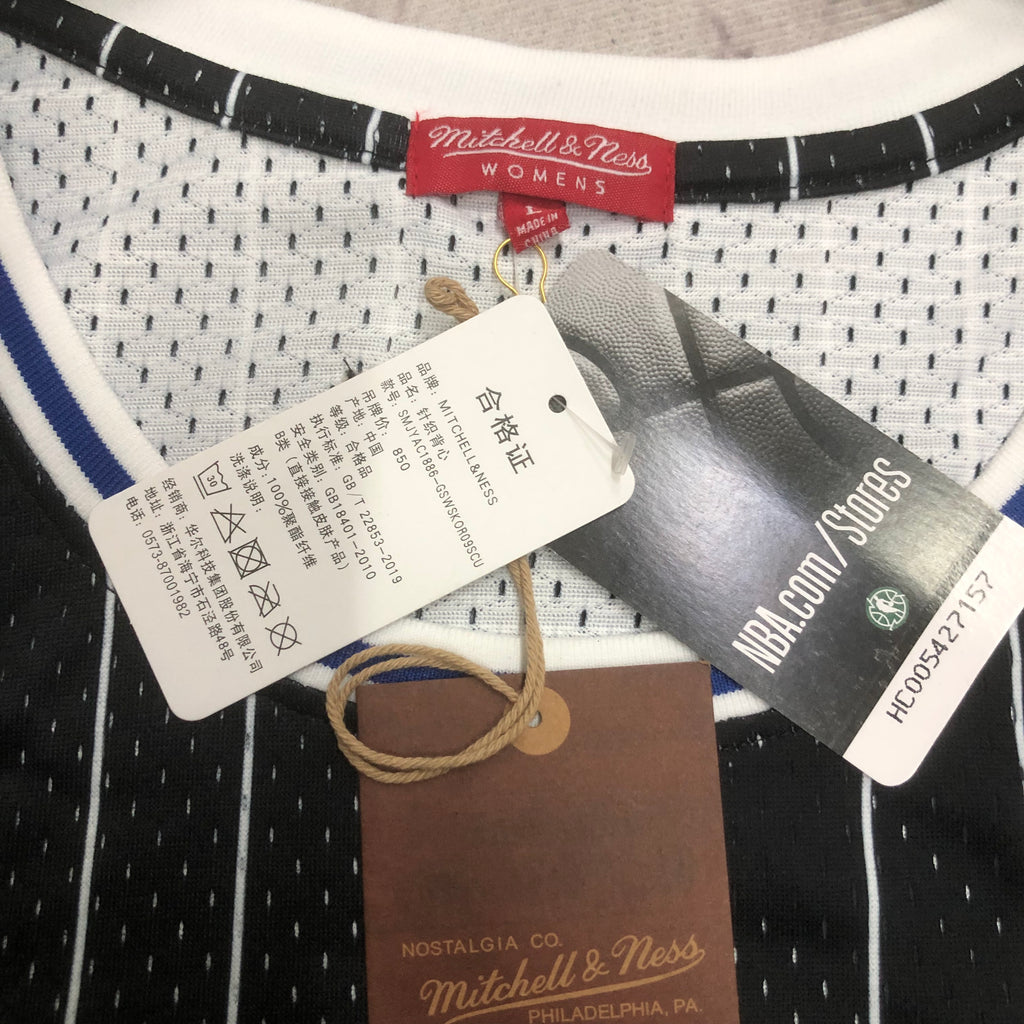 Mitchell & Ness
WOMENS
L
MADE IN
CHINA
合格证
品牌: MITCHELL&NESS
品名: 针织背心
款号: SMJYAC1886-GSWSKOR09SCU
吊牌价: 850
产地: 中国
等级: 合格品
执行标准: GB/T 22853-2019
安全类别: GB18401-2010
B类 (直接接触皮肤产品)
成分: 100%聚酯纤维
洗涤说明:
30
经销商: 华尔科技集团股份有限公司
地址: 浙江省海宁市石泾路48号
电话: 0573-87001982
NBA.com/Stores
HC005427157
NOSTALGIA CO.
Mitchell & Ness
PHILADELPHIA, PA.